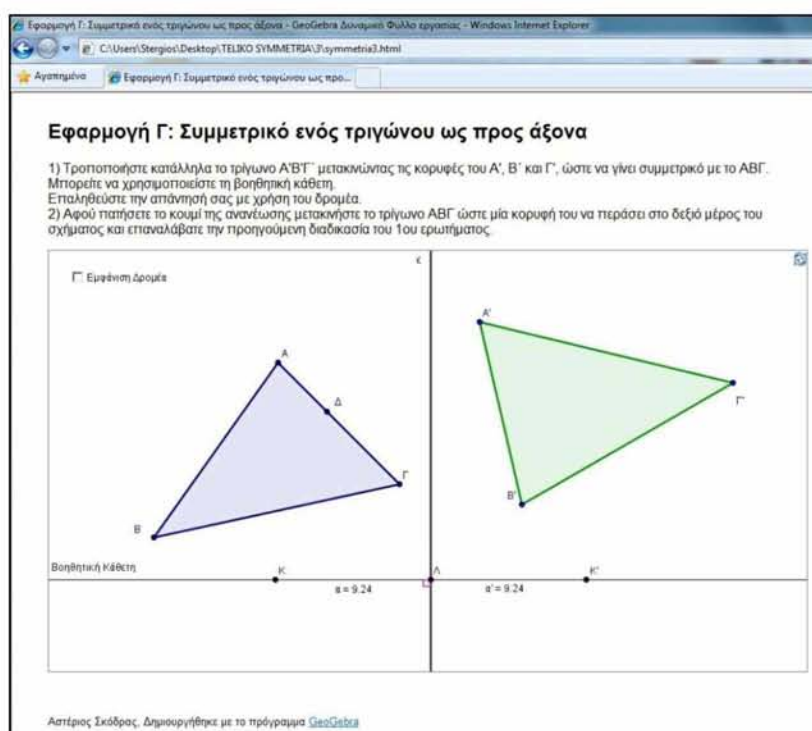 Εφαρμογή Γ: Συμμετρικό ενός τριγώνου ως προς άξονα - GeoGebra Δυναμικό Φύλλο εργασίας - Windows Internet Explorer
C:\Users\Stergios\Desktop\TELIKO SYMMETRIA\3\symmetria3.html
Αγαπημένα Εφαρμογή Γ: Συμμετρικό ενός τριγώνου ως προ...
Εφαρμογή Γ: Συμμετρικό ενός τριγώνου ως προς άξονα
1) Τροποποιήστε κατάλληλα το τρίγωνο Α'Β'Γ΄ μετακινώντας τις κορυφές του Α', Β΄ και Γ', ώστε να γίνει συμμετρικό με το ΑΒΓ.
Μπορείτε να χρησιμοποιείστε τη βοηθητική κάθετη.
Επαληθεύστε την απάντησή σας με χρήση του δρομέα.
2) Αφού πατήσετε το κουμί της ανανέωσης μετακινήστε το τρίγωνο ΑΒΓ ώστε μία κορυφή του να περάσει στο δεξιό μέρος του
σχήματος και επαναλάβατε την προηγούμενη διαδικασία του 1ου ερωτήματος.
ε
Εμφάνιση Δρομέα
Α'
Α
Δ
Γ'
Γ
Β'
Β
Βοηθητική Κάθετη
Κ Λ Κ'
α = 9.24 α' = 9.24
Αστέριος Σκόδρας, Δημιουργήθηκε με το πρόγραμμα GeoGebra